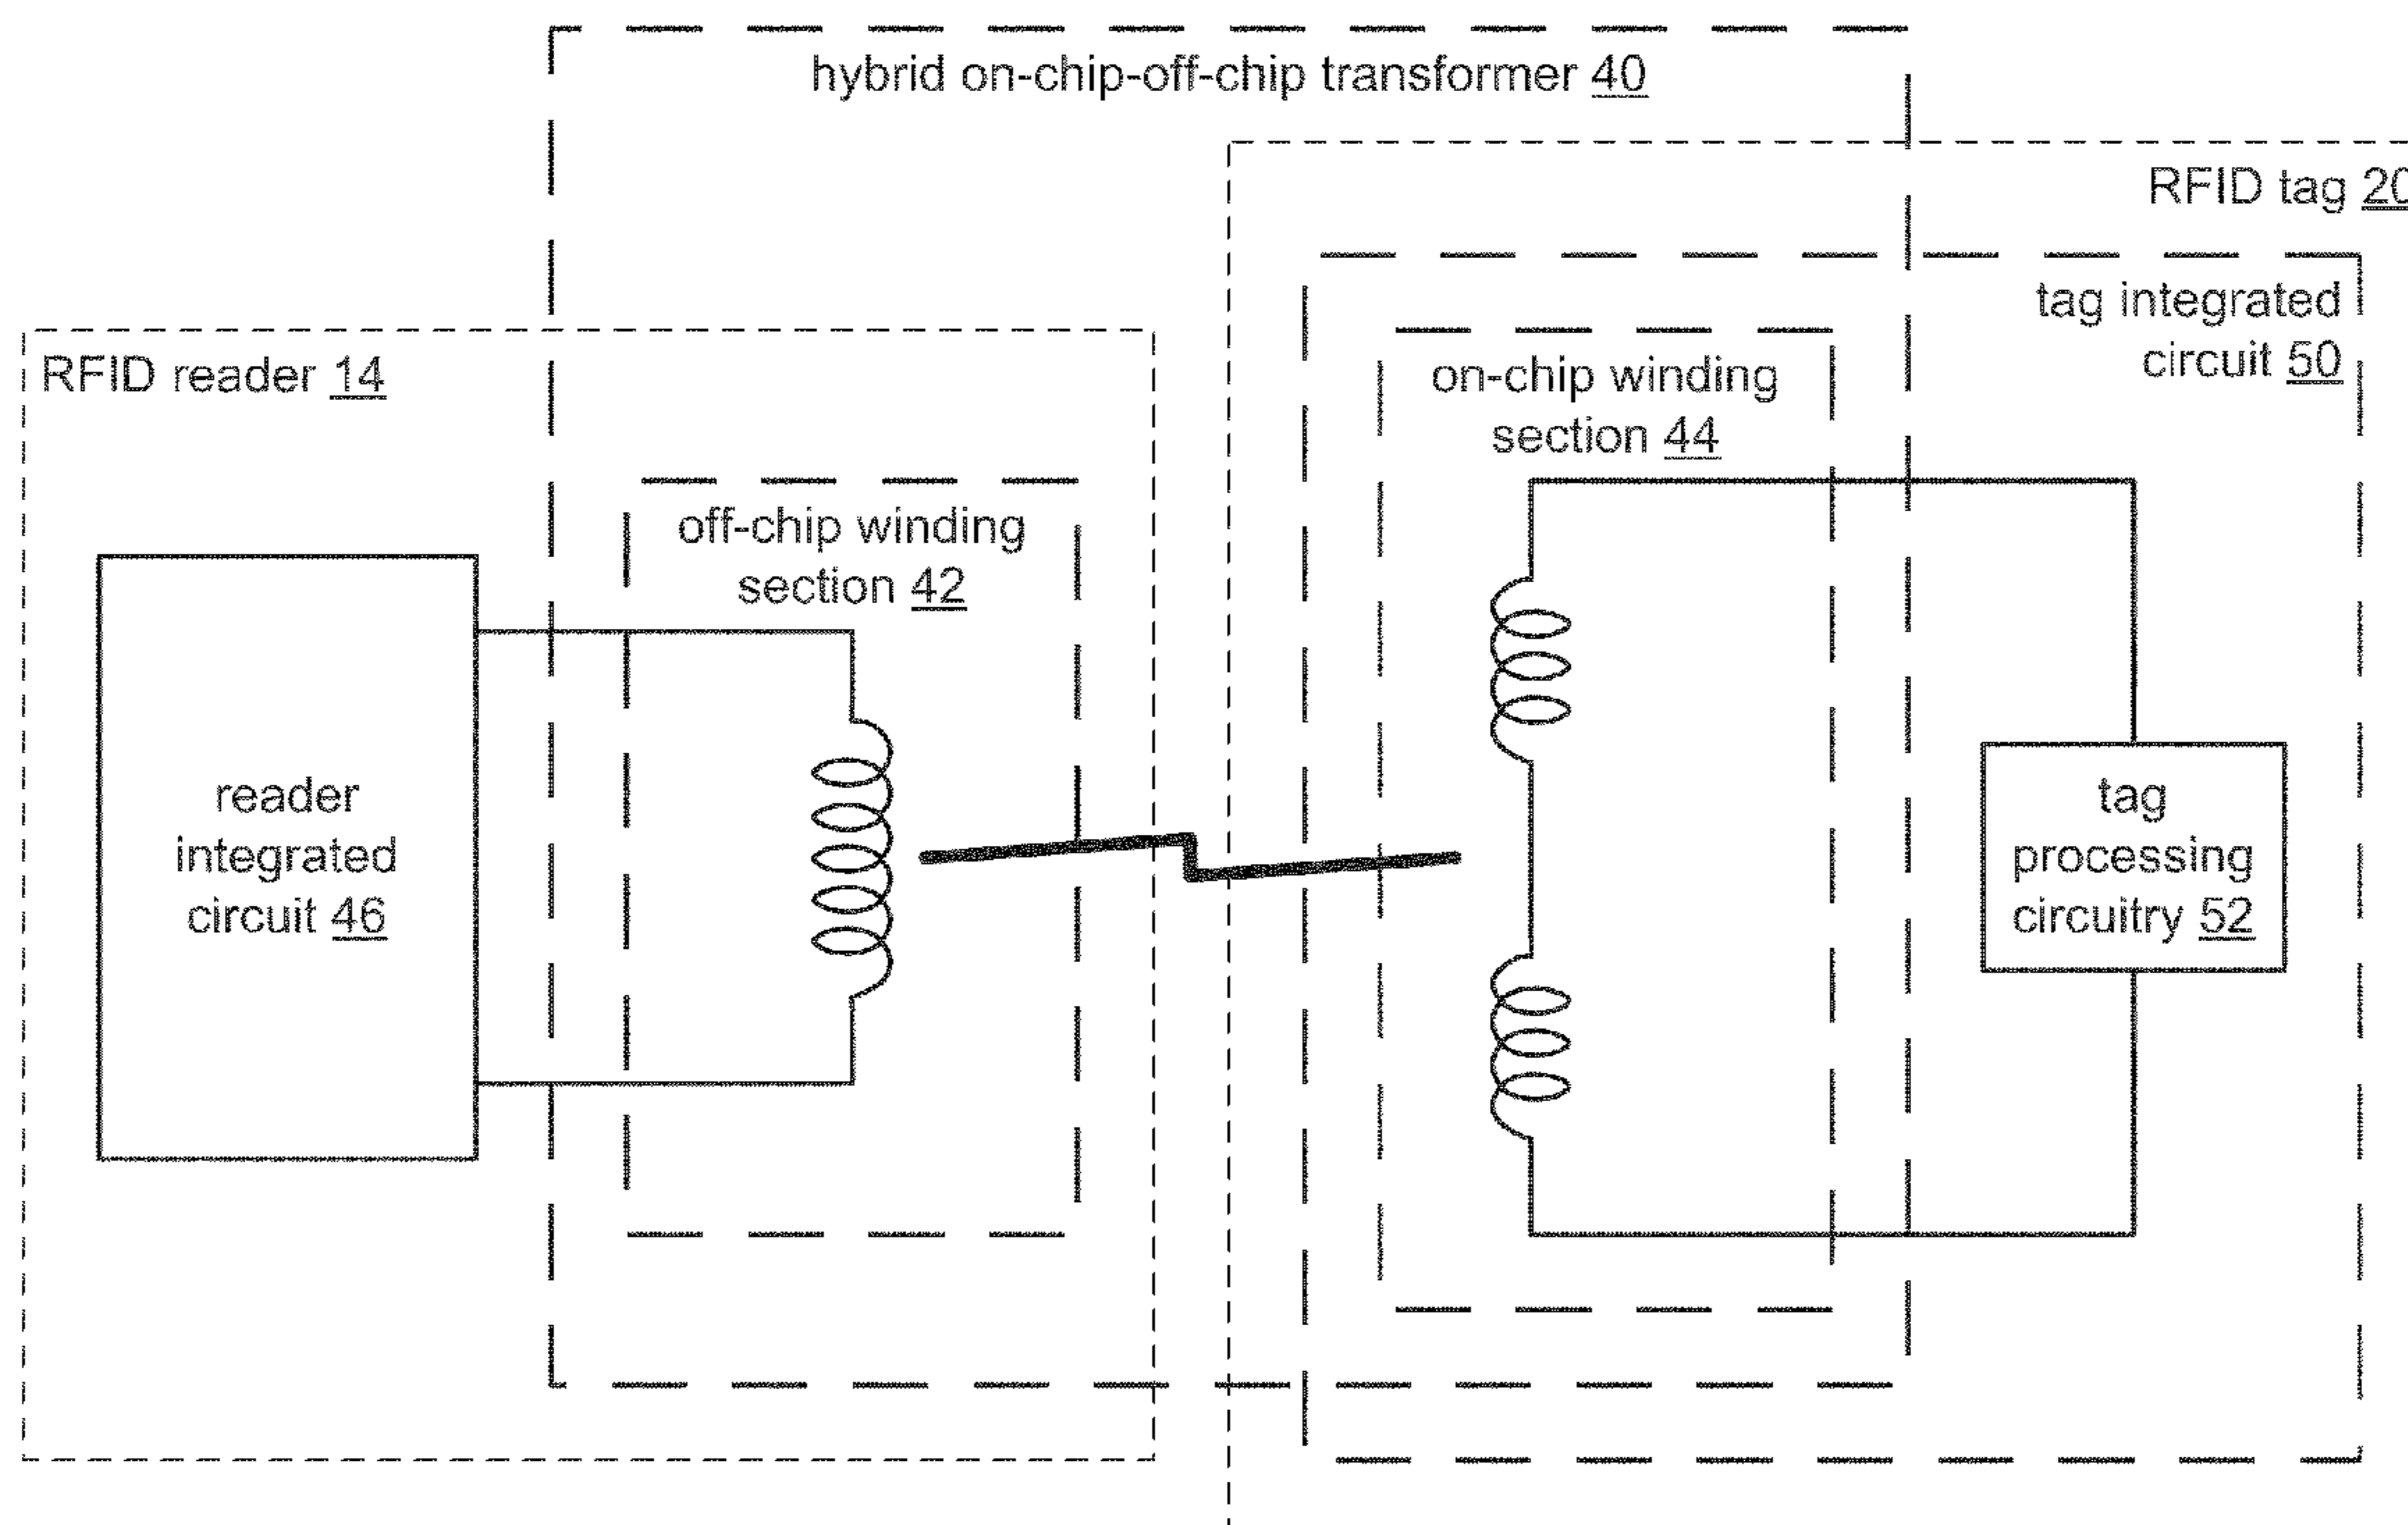 hybrid on-chip-off-chip transformer 40
RFID tag 20
tag integrated
circuit 50
RFID reader 14
on-chip winding
section 44
off-chip winding
section 42
reader
integrated
circuit 46
tag
processing
circuitry 52